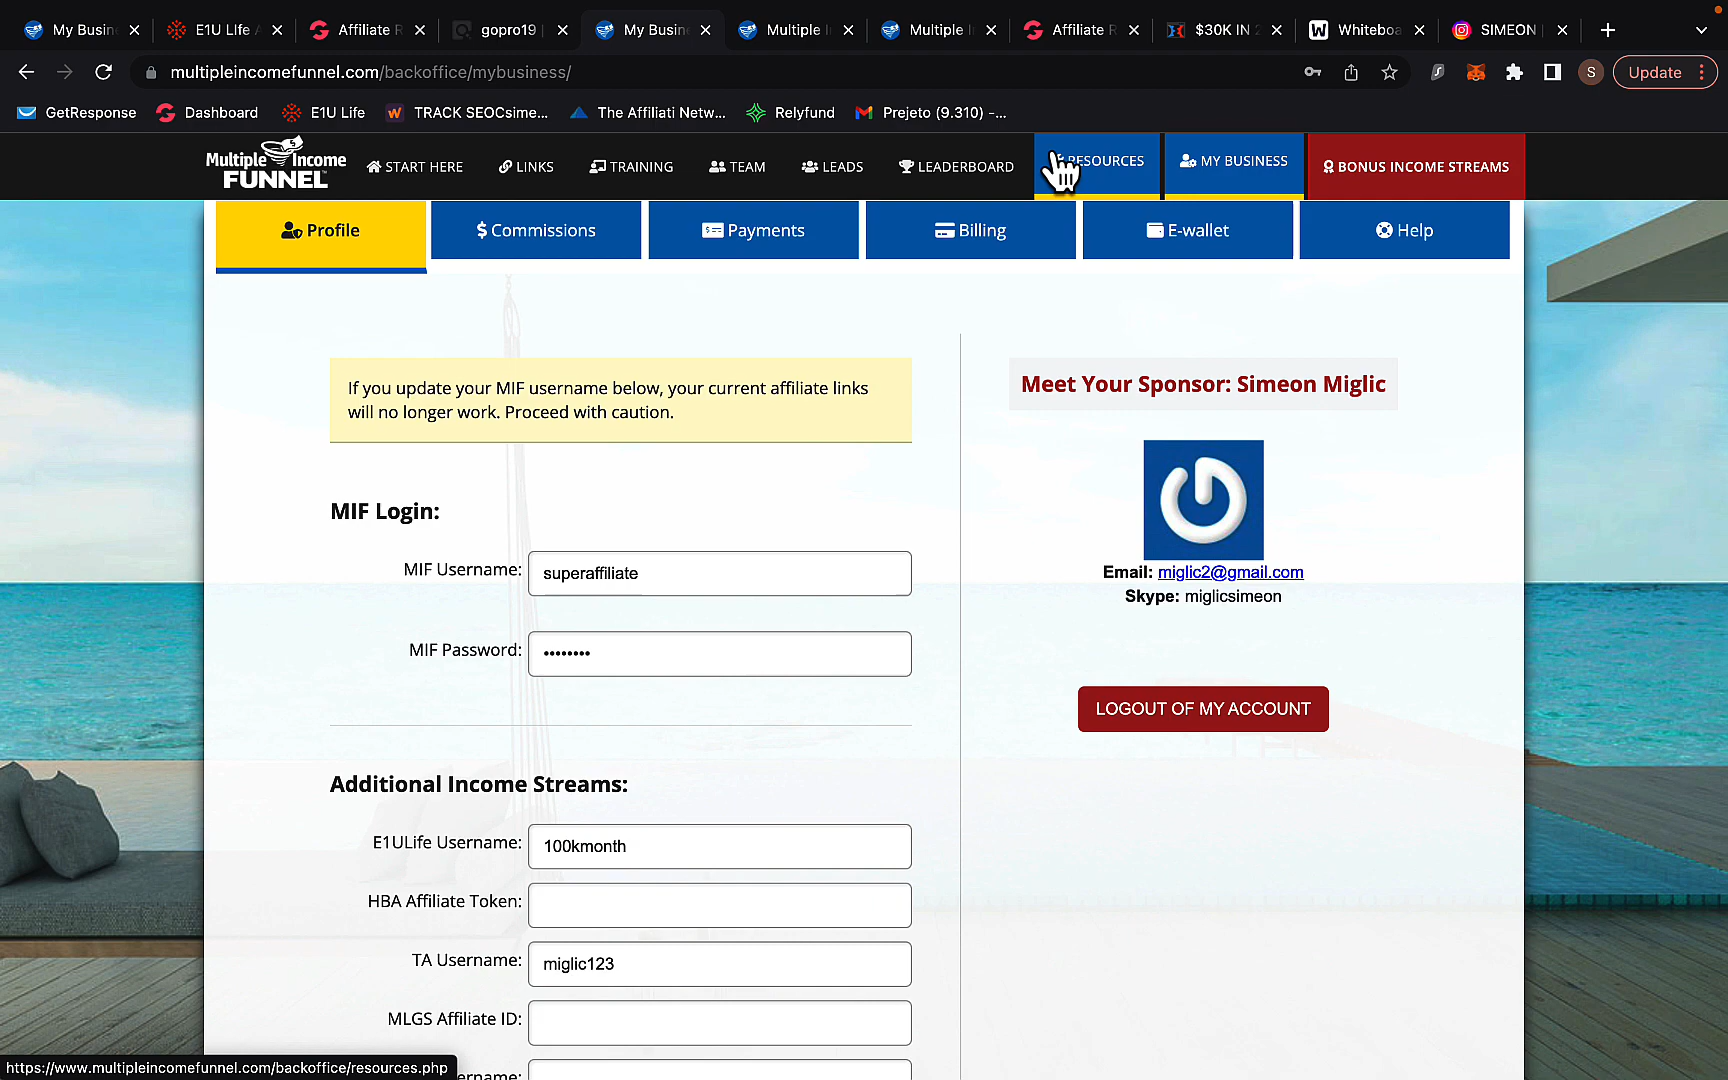 My Busin
E1U LIfe A
Affiliate R
gopro19 |
My Busin
Multiple I
Multiple I
Affiliate R
$30K IN 2
Whiteboa
SIMEON |
multipleincomefunnel.com/backoffice/mybusiness/
S
Update
GetResponse
Dashboard
E1U Life
TRACK SEOCsime...
The Affiliati Netw...
Relyfund
Prejeto (9.310) –...
Multiple Income
FUNNEL
START HERE
LINKS
TRAINING
TEAM
LEADS
LEADERBOARD
RESOURCES
MY BUSINESS
BONUS INCOME STREAMS
Profile
Commissions
Payments
Billing
E-wallet
Help
If you update your MIF username below, your current affiliate links
will no longer work. Proceed with caution.
MIF Login:
MIF Username: superaffiliate
MIF Password: ••••••••
Additional Income Streams:
E1ULife Username: 100kmonth
HBA Affiliate Token:
TA Username: miglic123
MLGS Affiliate ID:
Meet Your Sponsor: Simeon Miglic
Email: miglic2@gmail.com
Skype: miglicsimeon
LOGOUT OF MY ACCOUNT
https://www.multipleincomefunnel.com/backoffice/resources.php